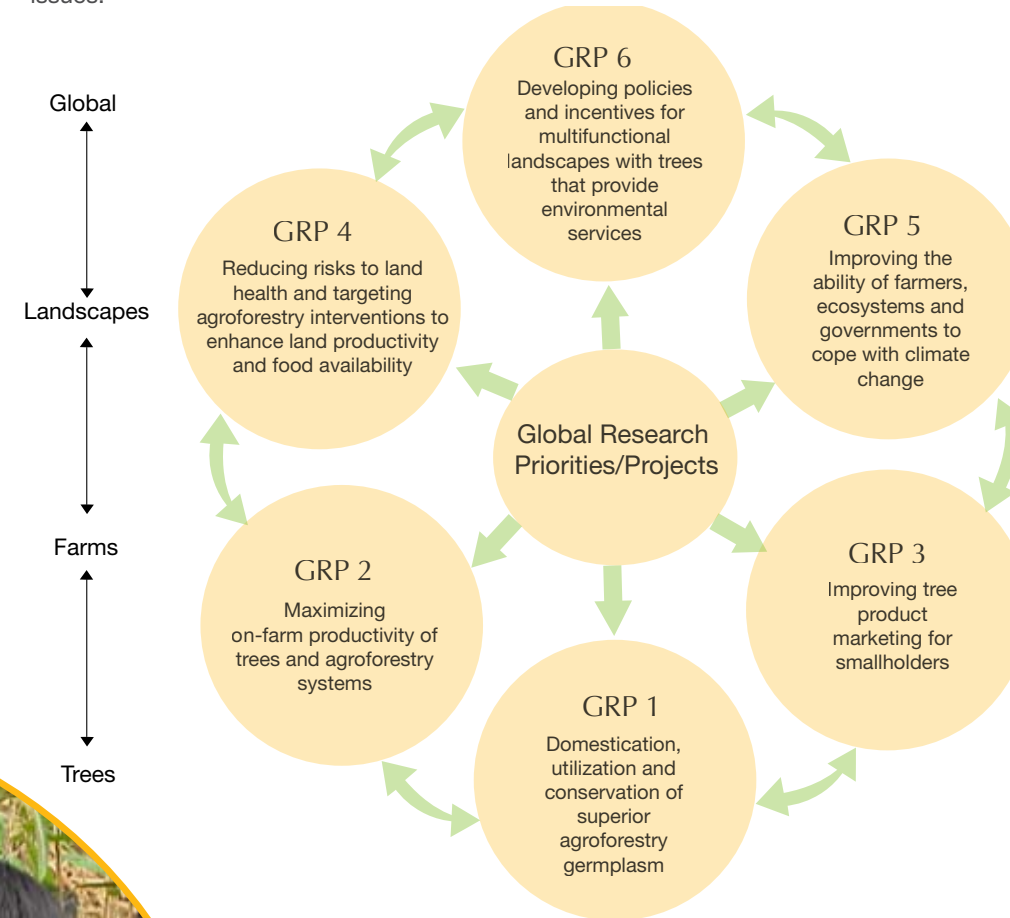 issues.
Global
Landscapes
Farms
Trees
GRP 6
Developing policies
and incentives for
multifunctional
landscapes with trees
that provide
environmental
services
GRP 4
Reducing risks to land
health and targeting
agroforestry interventions to
enhance land productivity
and food availability
GRP 5
Improving the
ability of farmers,
ecosystems and
governments to
cope with climate
change
Global Research
Priorities/Projects
GRP 2
Maximizing
on-farm productivity of
trees and agroforestry
systems
GRP 3
Improving tree
product
marketing for
smallholders
GRP 1
Domestication,
utilization and
conservation of
superior
agroforestry
germplasm